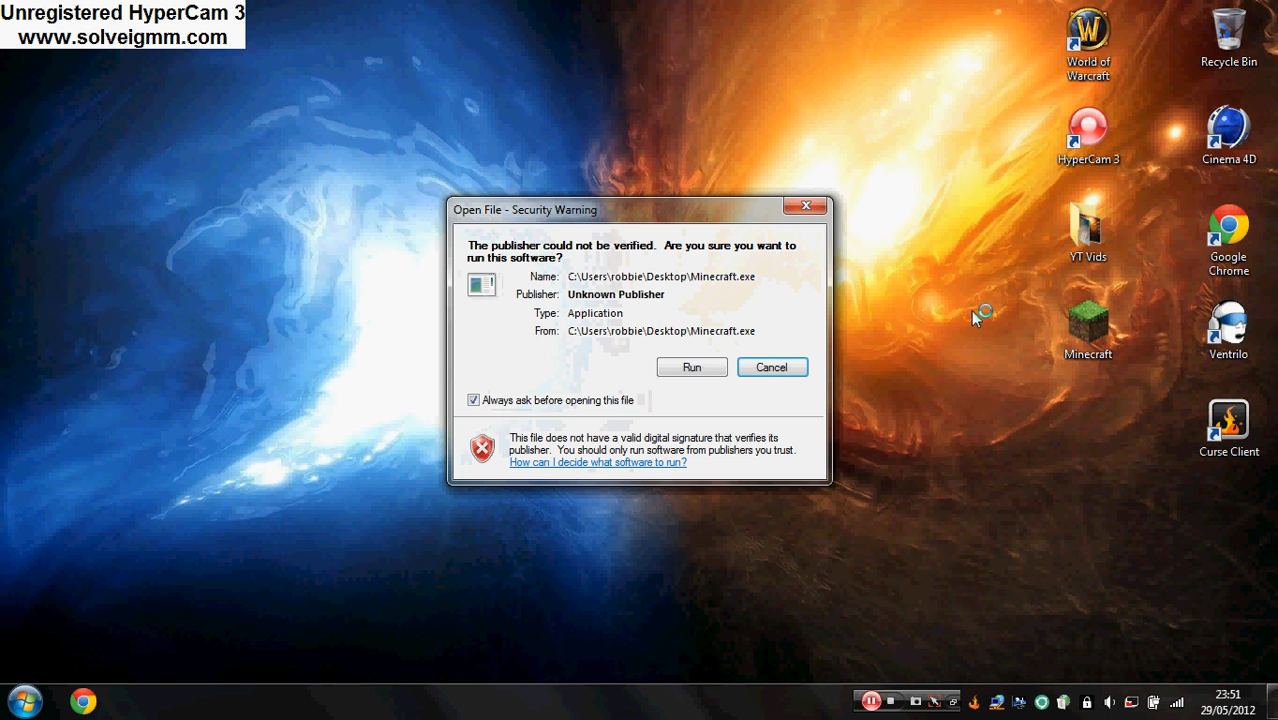 Unregistered HyperCam 3
www.solveigmm.com
World of
Warcraft
Recycle Bin
HyperCam 3
Cinema 4D
YT Vids
Google
Chrome
Minecraft
Ventrilo
Curse Client
Open File - Security Warning
The publisher could not be verified. Are you sure you want to
run this software?
Name: C:\Users\robbie\Desktop\Minecraft.exe
Publisher: Unknown Publisher
Type: Application
From: C:\Users\robbie\Desktop\Minecraft.exe
Run Cancel
Always ask before opening this file
This file does not have a valid digital signature that verifies its
publisher. You should only run software from publishers you trust.
How can I decide what software to run?
23:51
29/05/2012